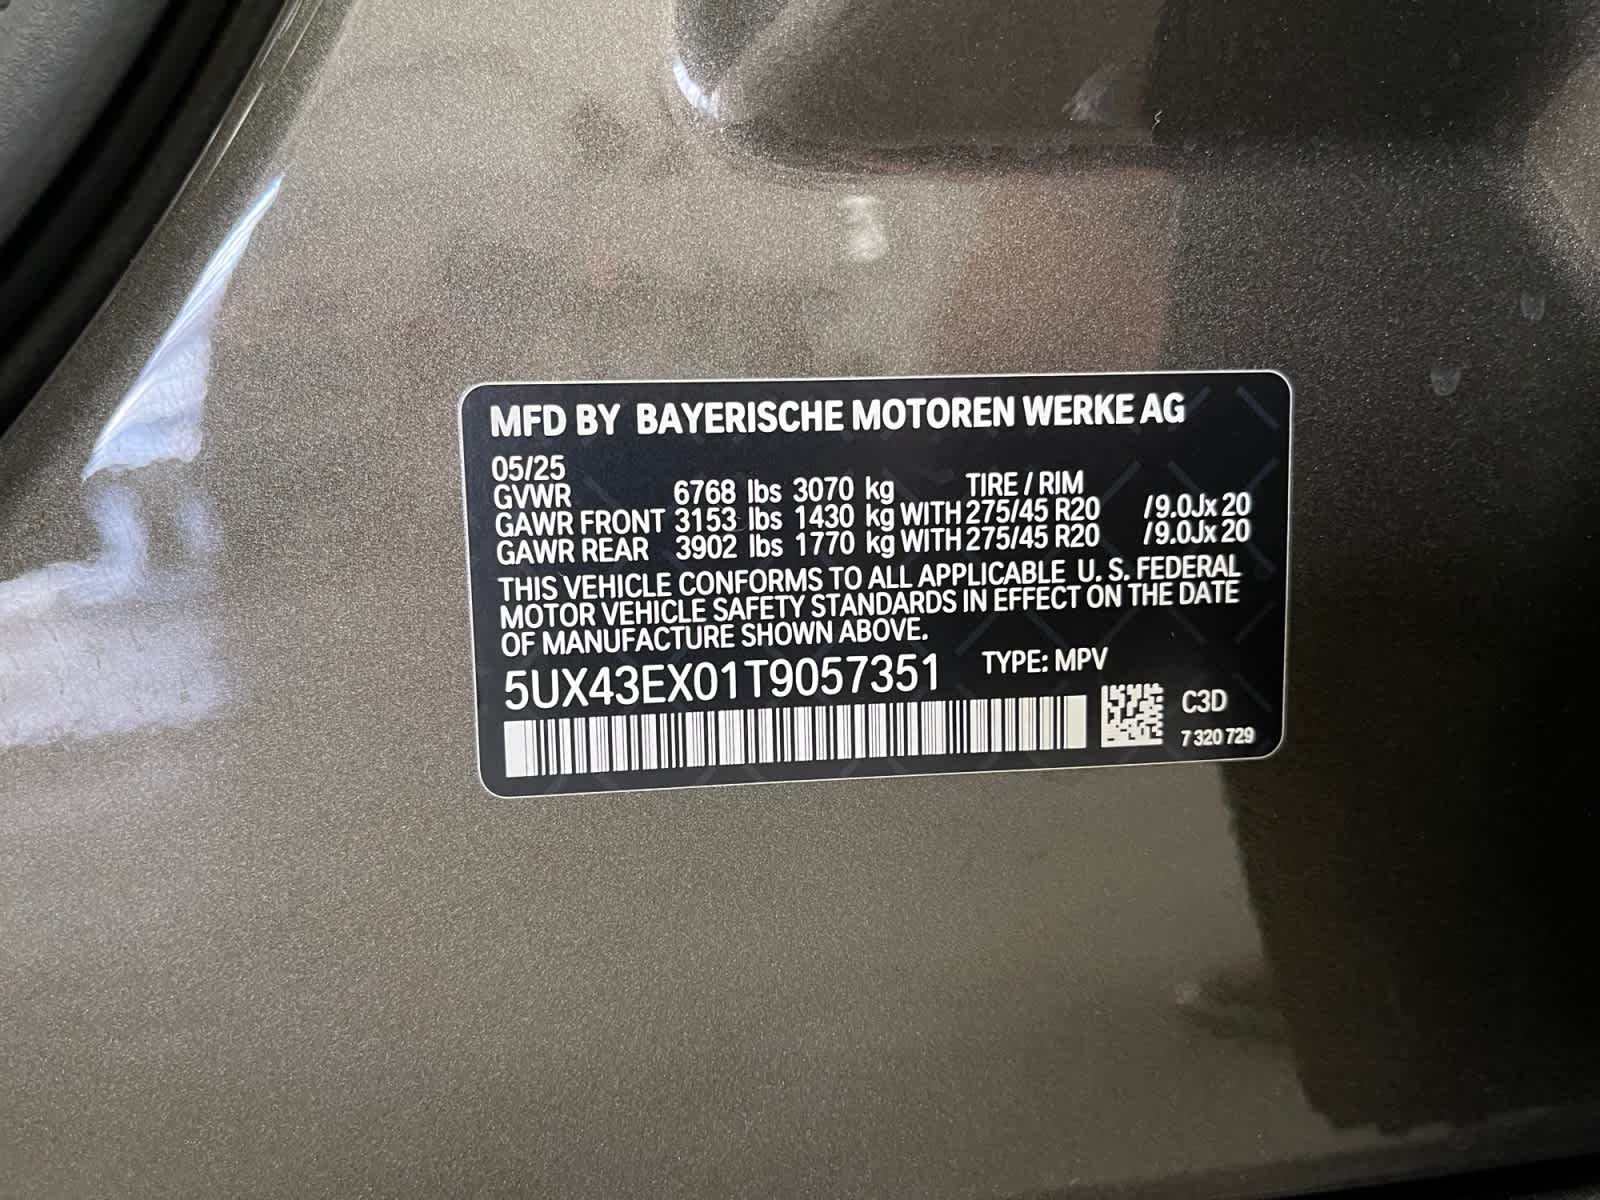 MFD BY BAYERISCHE MOTOREN WERKE AG
05/25
GVWR 6768 lbs 3070 kg TIRE / RIM
GAWR FRONT 3153 lbs 1430 kg WITH 275/45 R20 /9.0Jx 20
GAWR REAR 3902 lbs 1770 kg WITH 275/45 R20 /9.0Jx 20
THIS VEHICLE CONFORMS TO ALL APPLICABLE U. S. FEDERAL
MOTOR VEHICLE SAFETY STANDARDS IN EFFECT ON THE DATE
OF MANUFACTURE SHOWN ABOVE.
5UX43EX01T9057351 TYPE: MPV
C3D
7 320 729